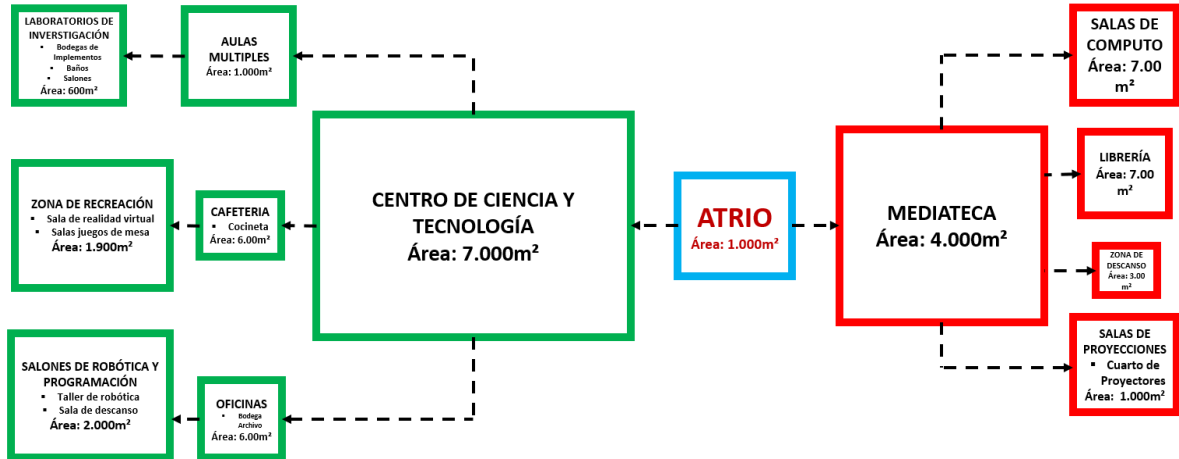 LABORATORIOS DE
INVERSTIGACIÓN
▪ Bodegas de
Implementos
▪ Baños
▪ Salones
Área: 600m²
AULAS
MULTIPLES
Área: 1.000m²
ZONA DE RECREACIÓN
▪ Sala de realidad virtual
▪ Salas juegos de mesa
Área: 1.900m²
CAFETERIA
▪ Cocineta
Área: 6.00m²
SALONES DE ROBÓTICA Y
PROGRAMACIÓN
▪ Taller de robótica
▪ Sala de descanso
Área: 2.000m²
OFICINAS
▪ Bodega
Archivo
Área: 6.00m²
CENTRO DE CIENCIA Y
TECNOLOGÍA
Área: 7.000m²
ATRIO
Área: 1.000m²
MEDIATECA
Área: 4.000m²
SALAS DE
COMPUTO
Área: 7.00
m²
LIBRERÍA
Área: 7.00
m²
ZONA DE
DESCANSO
Área: 3.00
m²
SALAS DE
PROYECCIONES
▪ Cuarto de
Proyectores
Área: 1.000m²